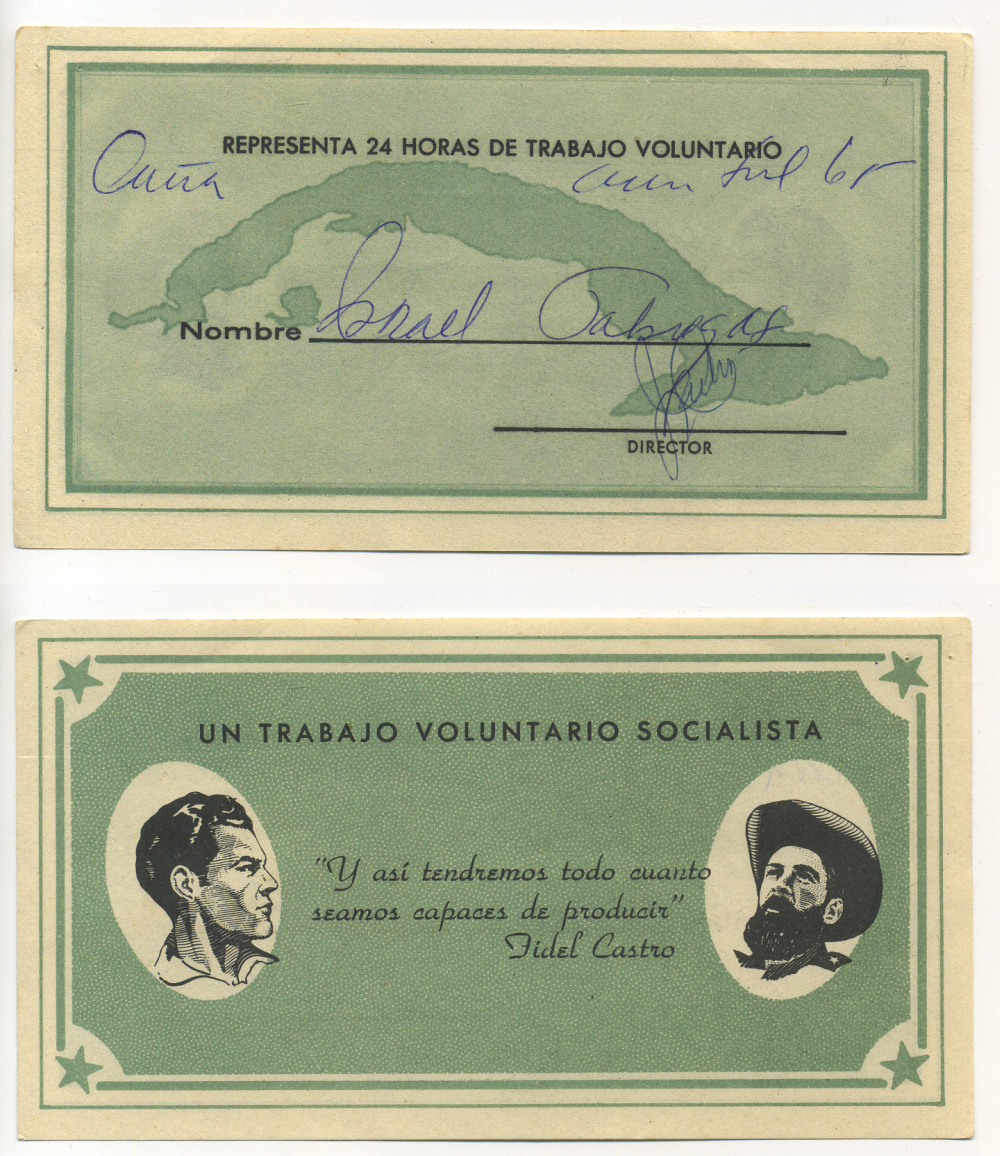 REPRESENTA 24 HORAS DE TRABAJO VOLUNTARIO
Nombre Israel
DIRECTOR
UN TRABAJO VOLUNTARIO SOCIALISTA
"Y así tendremos todo cuanto
seamos capaces de producir"
Fidel Castro